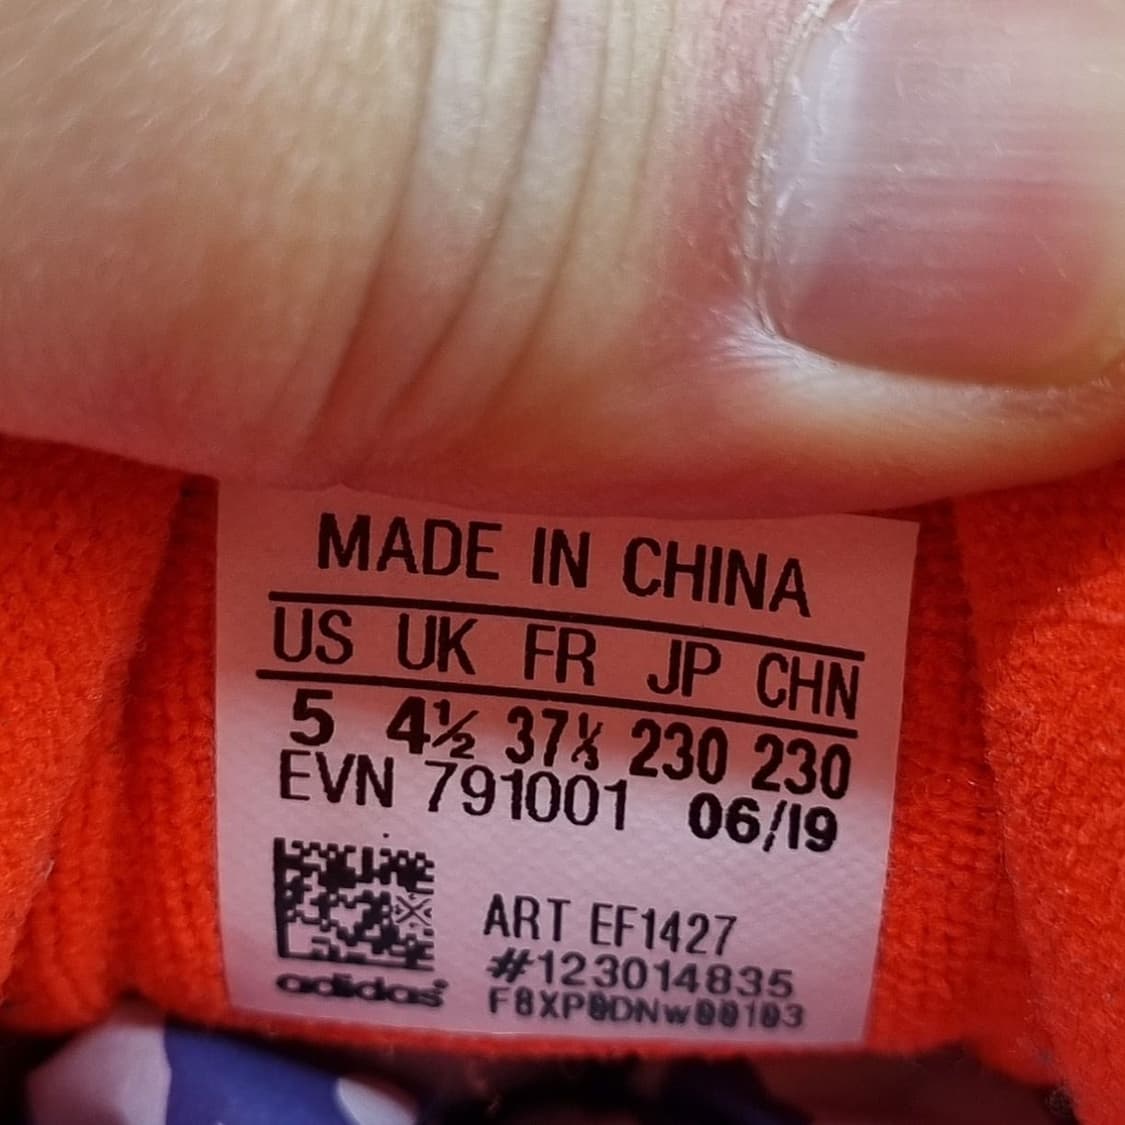 MADE IN CHINA
US UK FR JP CHN
5 4½ 37⅓ 230 230
EVN 791001 06/19
ART EF1427
#123014835
adidas